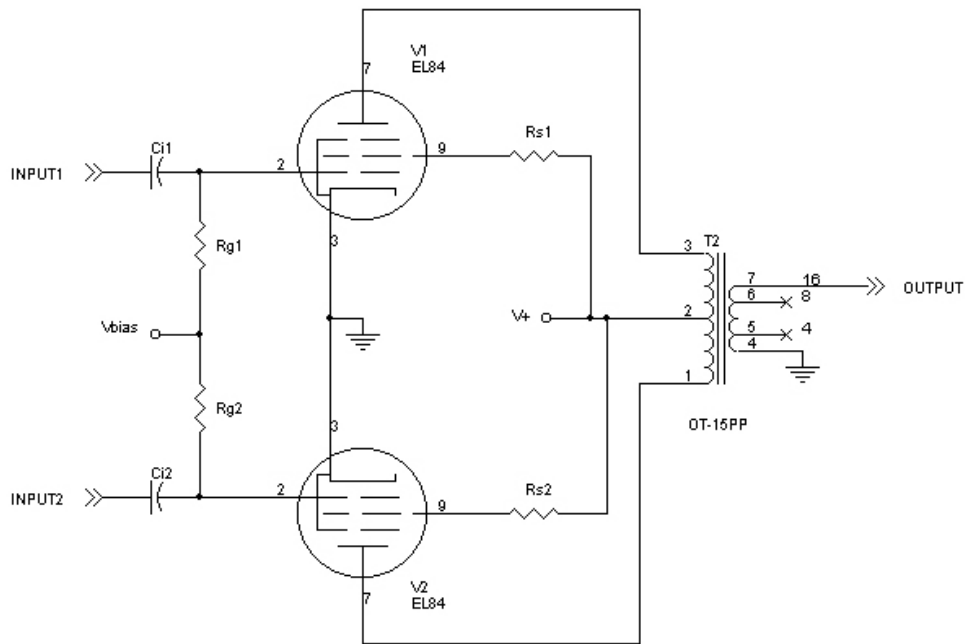 V1
EL84
7
Ci1
Rs1
INPUT1
2
9
Rg1
3
T2
3
7
16
OUTPUT
6
8
Vbias
V+
2
5
4
4
1
Rg2
3
OT-15PP
Ci2
Rs2
INPUT2
2
9
V2
EL84
7